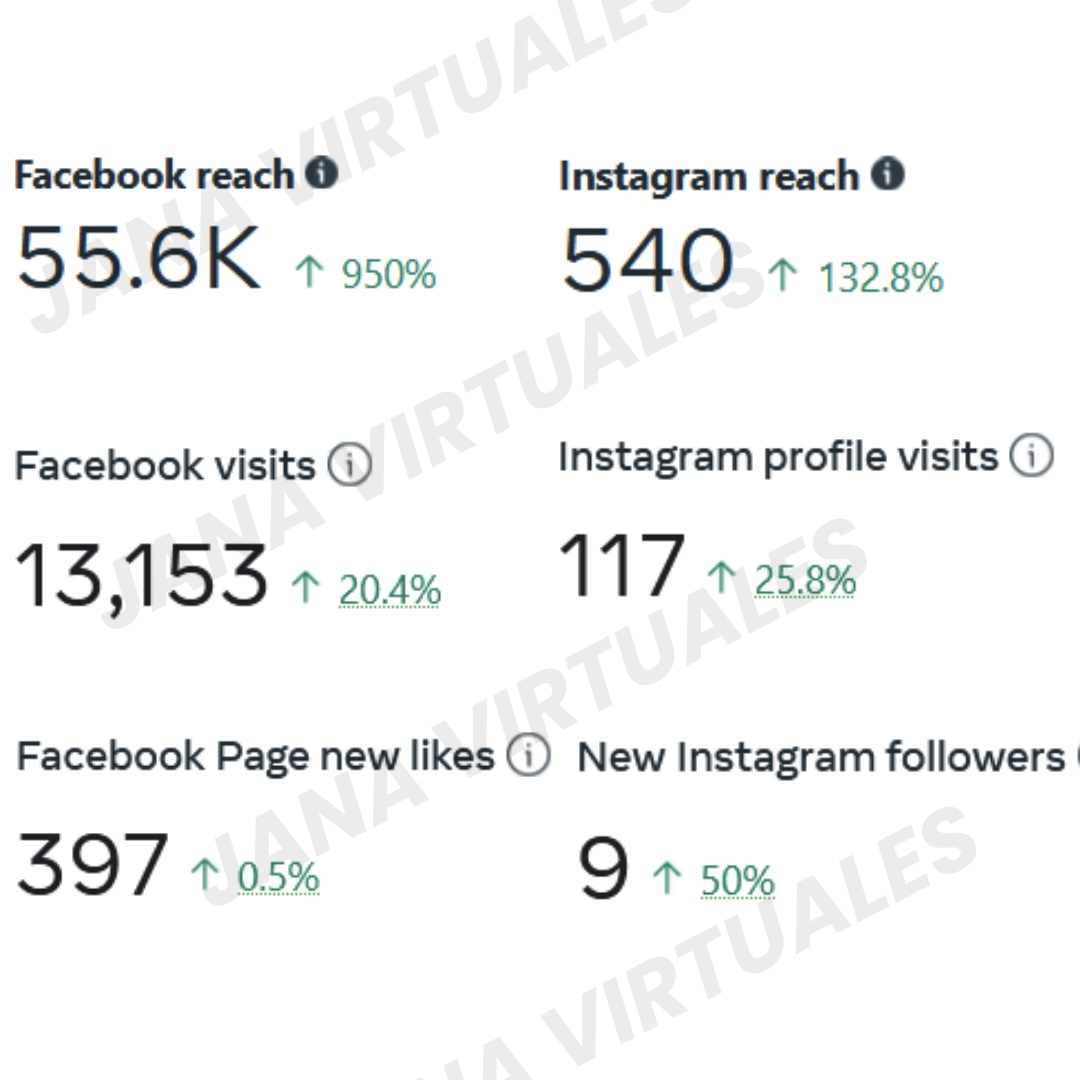 Facebook reach
Instagram reach
55.6K ↑ 950%
540 ↑ 132.8%
Facebook visits
Instagram profile visits
13,153 ↑ 20.4%
117 ↑ 25.8%
Facebook Page new likes
New Instagram followers
397 ↑ 0.5%
9 ↑ 50%
JANA VIRTUALES
JANA VIRTUALES
JANA VIRTUALES
NA VIRTUALES